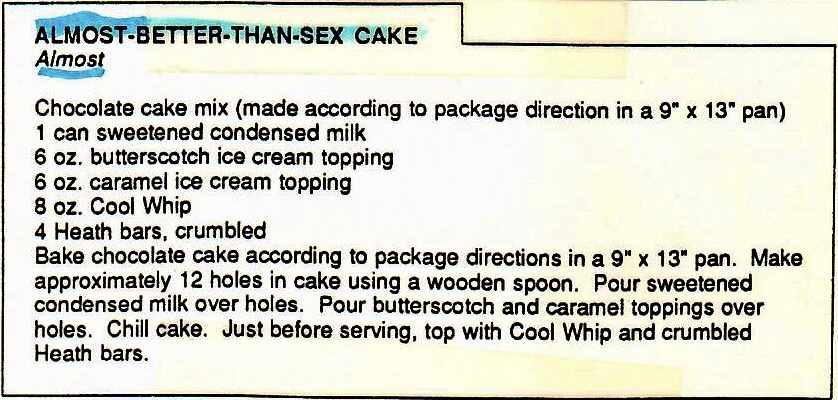 ALMOST-BETTER-THAN-SEX CAKE
Almost
Chocolate cake mix (made according to package direction in a 9" x 13" pan)
1 can sweetened condensed milk
6 oz. butterscotch ice cream topping
6 oz. caramel ice cream topping
8 oz. Cool Whip
4 Heath bars, crumbled
Bake chocolate cake according to package directions in a 9" x 13" pan.  Make
approximately 12 holes in cake using a wooden spoon.  Pour sweetened
condensed milk over holes.  Pour butterscotch and caramel toppings over
holes.  Chill cake.  Just before serving, top with Cool Whip and crumbled
Heath bars.